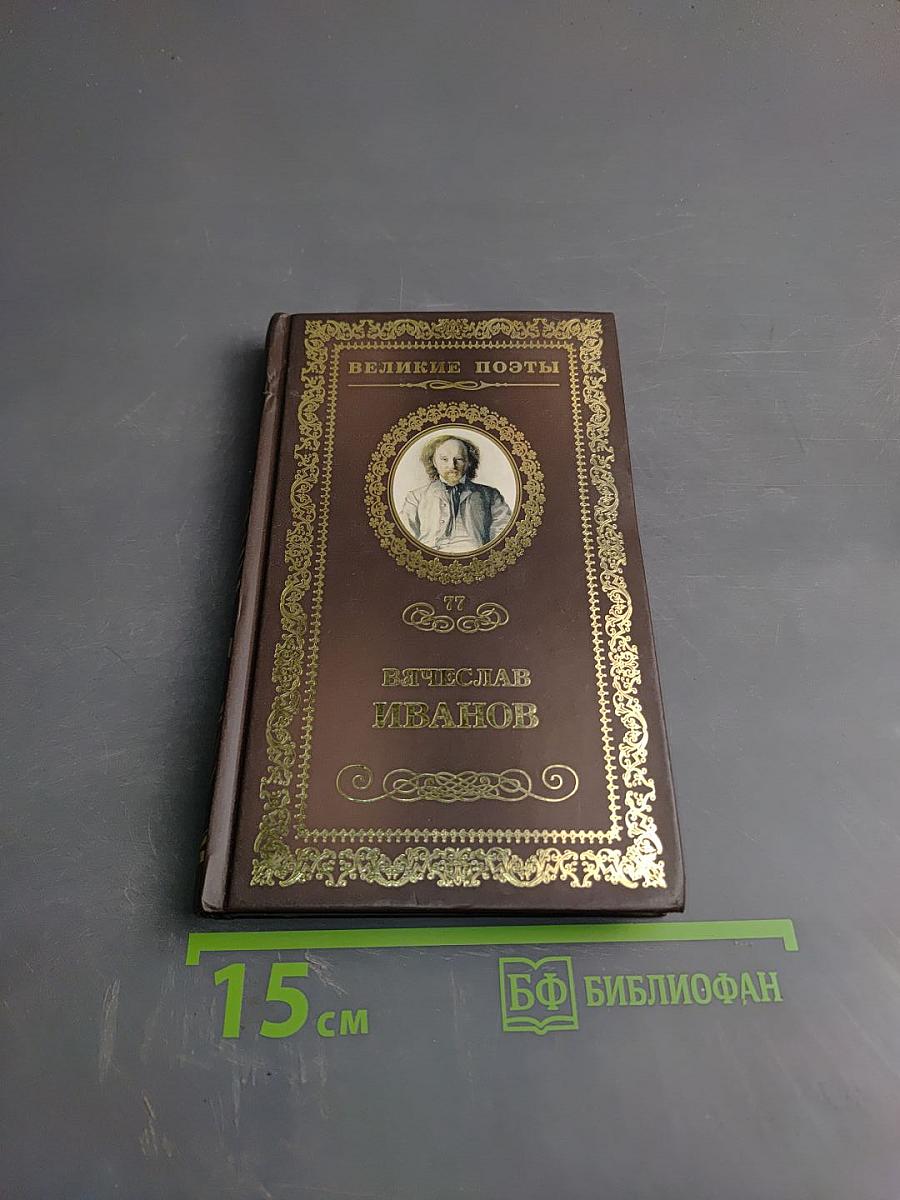 ВЕЛИКИЕ ПОЭТЫ
77
ВЯЧЕСЛАВ
ИВАНОВ
15 см
БФ БИБЛИОФАН